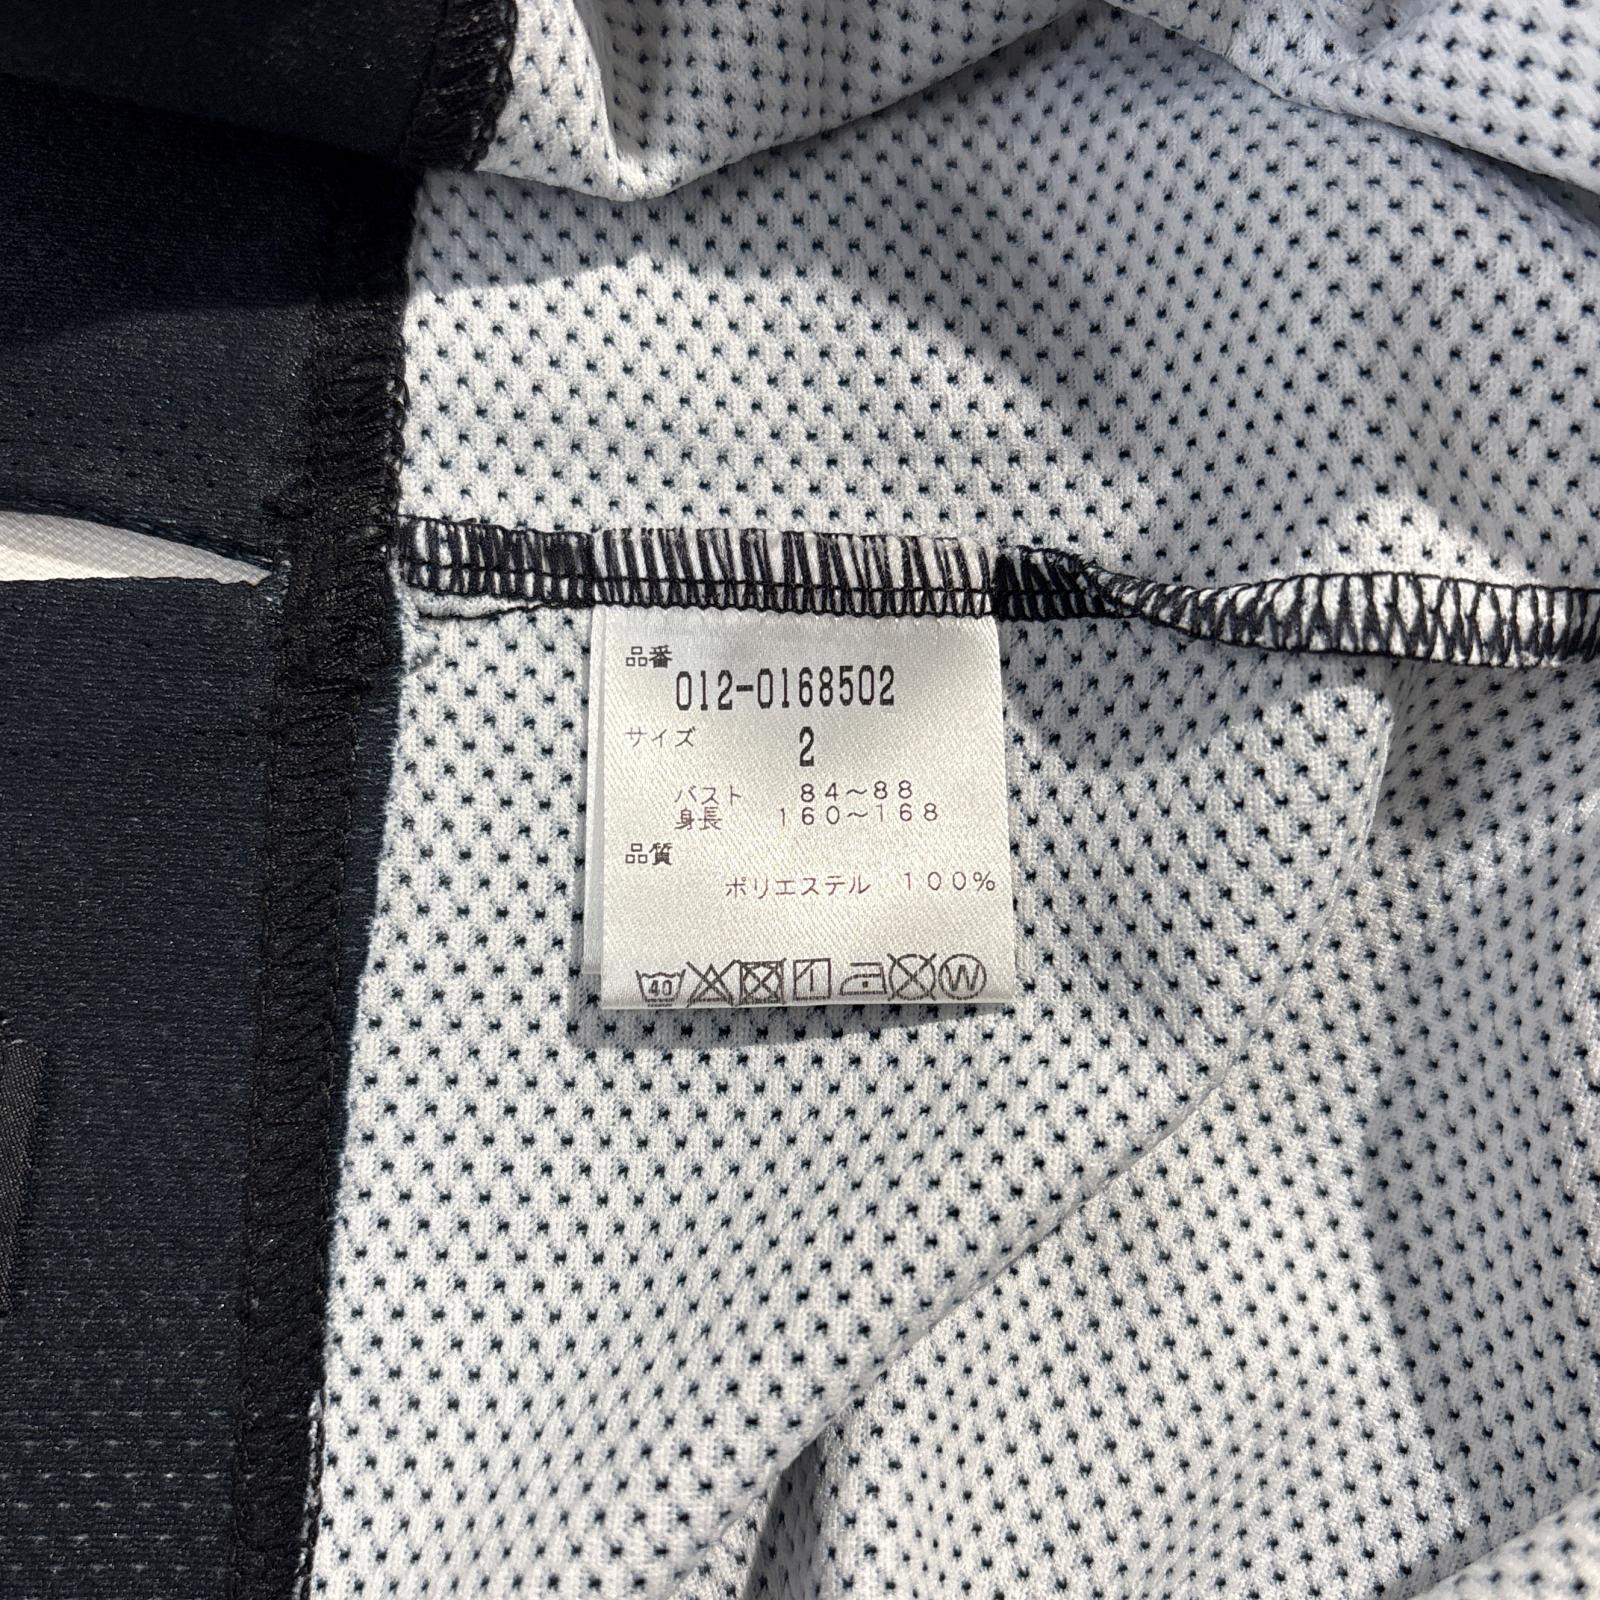 品番
012-0168502
サイズ 2
バスト 84~88
身長 160~168
品質
ポリエステル 100%
40 W